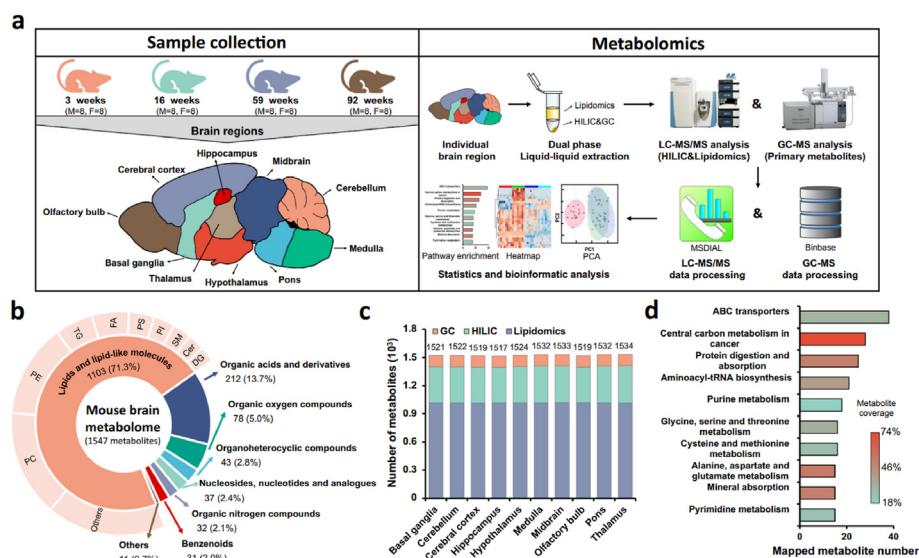 a
Sample collection
Metabolomics
3 weeks
(M=8, F=8)
16 weeks
(M=8, F=8)
59 weeks
(M=8, F=8)
92 weeks
(M=8, F=8)
Brain regions
Hippocampus
Midbrain
Cerebral cortex
Cerebellum
Olfactory bulb
Medulla
Basal ganglia
Pons
Thalamus
Hypothalamus
Lipidomics
HILIC&GC
&
Individual
brain region
Dual phase
Liquid-liquid extraction
LC-MS/MS analysis
(HILIC&Lipidomics)
GC-MS analysis
(Primary metabolites)
PC2
PC1
Pathway enrichment
Heatmap
PCA
Statistics and bioinformatic analysis
&
MSDIAL
Binbase
LC-MS/MS
data processing
GC-MS
data processing
b
PC
PE
TG
FA
PS
PI
SM
Cer
DG
Others
Lipids and lipid-like molecules
1103 (71.3%)
Mouse brain
metabolome
(1547 metabolites)
Organic acids and derivatives
212 (13.7%)
Organic oxygen compounds
78 (5.0%)
Organoheterocyclic compounds
43 (2.8%)
Nucleosides, nucleotides and analogues
37 (2.4%)
Organic nitrogen compounds
32 (2.1%)
Benzenoids
31 (2.0%)
Others
11 (0.7%)
c
GC
HILIC
Lipidomics
Number of metabolites (10³)
1.8
1.5
1.2
0.9
0.6
0.3
0
1521
1522
1519
1517
1524
1532
1533
1519
1532
1534
Basal ganglia
Cerebellum
Cerebral cortex
Hippocampus
Hypothalamus
Medulla
Midbrain
Olfactory bulb
Pons
Thalamus
d
ABC transporters
Central carbon metabolism in
cancer
Protein digestion and
absorption
Aminoacyl-tRNA biosynthesis
Purine metabolism
Glycine, serine and threonine
metabolism
Cysteine and methionine
metabolism
Alanine, aspartate and
glutamate metabolism
Mineral absorption
Pyrimidine metabolism
Metabolite
coverage
74%
46%
18%
0
20
40
Mapped metabolite number